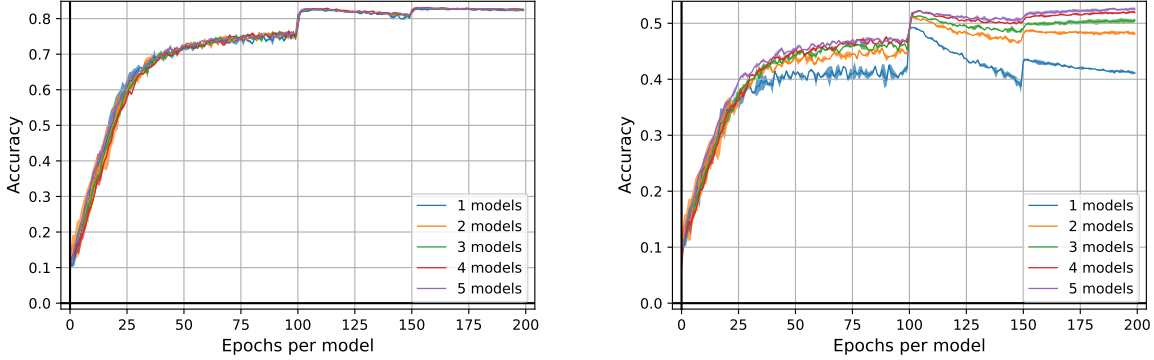 0.8
0.7
0.6
0.5
0.4
0.3
0.2
0.1
0.0
Accuracy
0 25 50 75 100 125 150 175 200
Epochs per model
1 models
2 models
3 models
4 models
5 models
0.5
0.4
0.3
0.2
0.1
0.0
Accuracy
0 25 50 75 100 125 150 175 200
Epochs per model
1 models
2 models
3 models
4 models
5 models